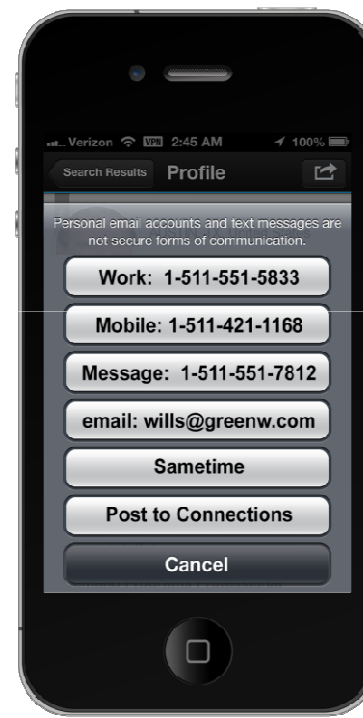 Verizon VPN 2:45 AM 100%
Search Results Profile
Personal email accounts and text messages are
not secure forms of communication.
Work: 1-511-551-5833
Mobile: 1-511-421-1168
Message: 1-511-551-7812
email: wills@greenw.com
Sametime
Post to Connections
Cancel